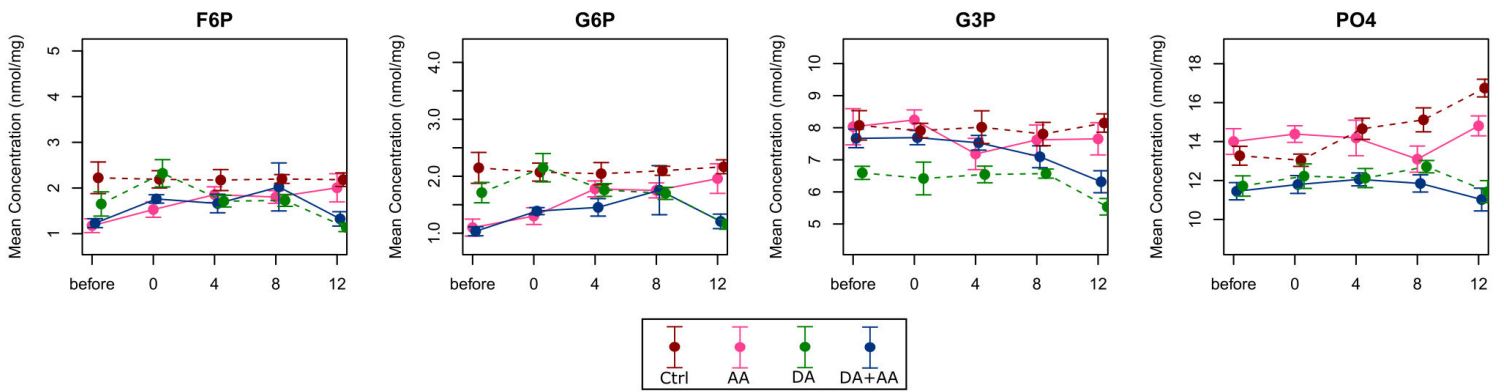 F6P
Mean Concentration (nmol/mg)
5
4
3
2
1
before 0 4 8 12
G6P
Mean Concentration (nmol/mg)
4.0
3.0
2.0
1.0
before 0 4 8 12
G3P
Mean Concentration (nmol/mg)
10
9
8
7
6
5
before 0 4 8 12
PO4
Mean Concentration (nmol/mg)
18
16
14
12
10
before 0 4 8 12
Ctrl AA DA DA+AA